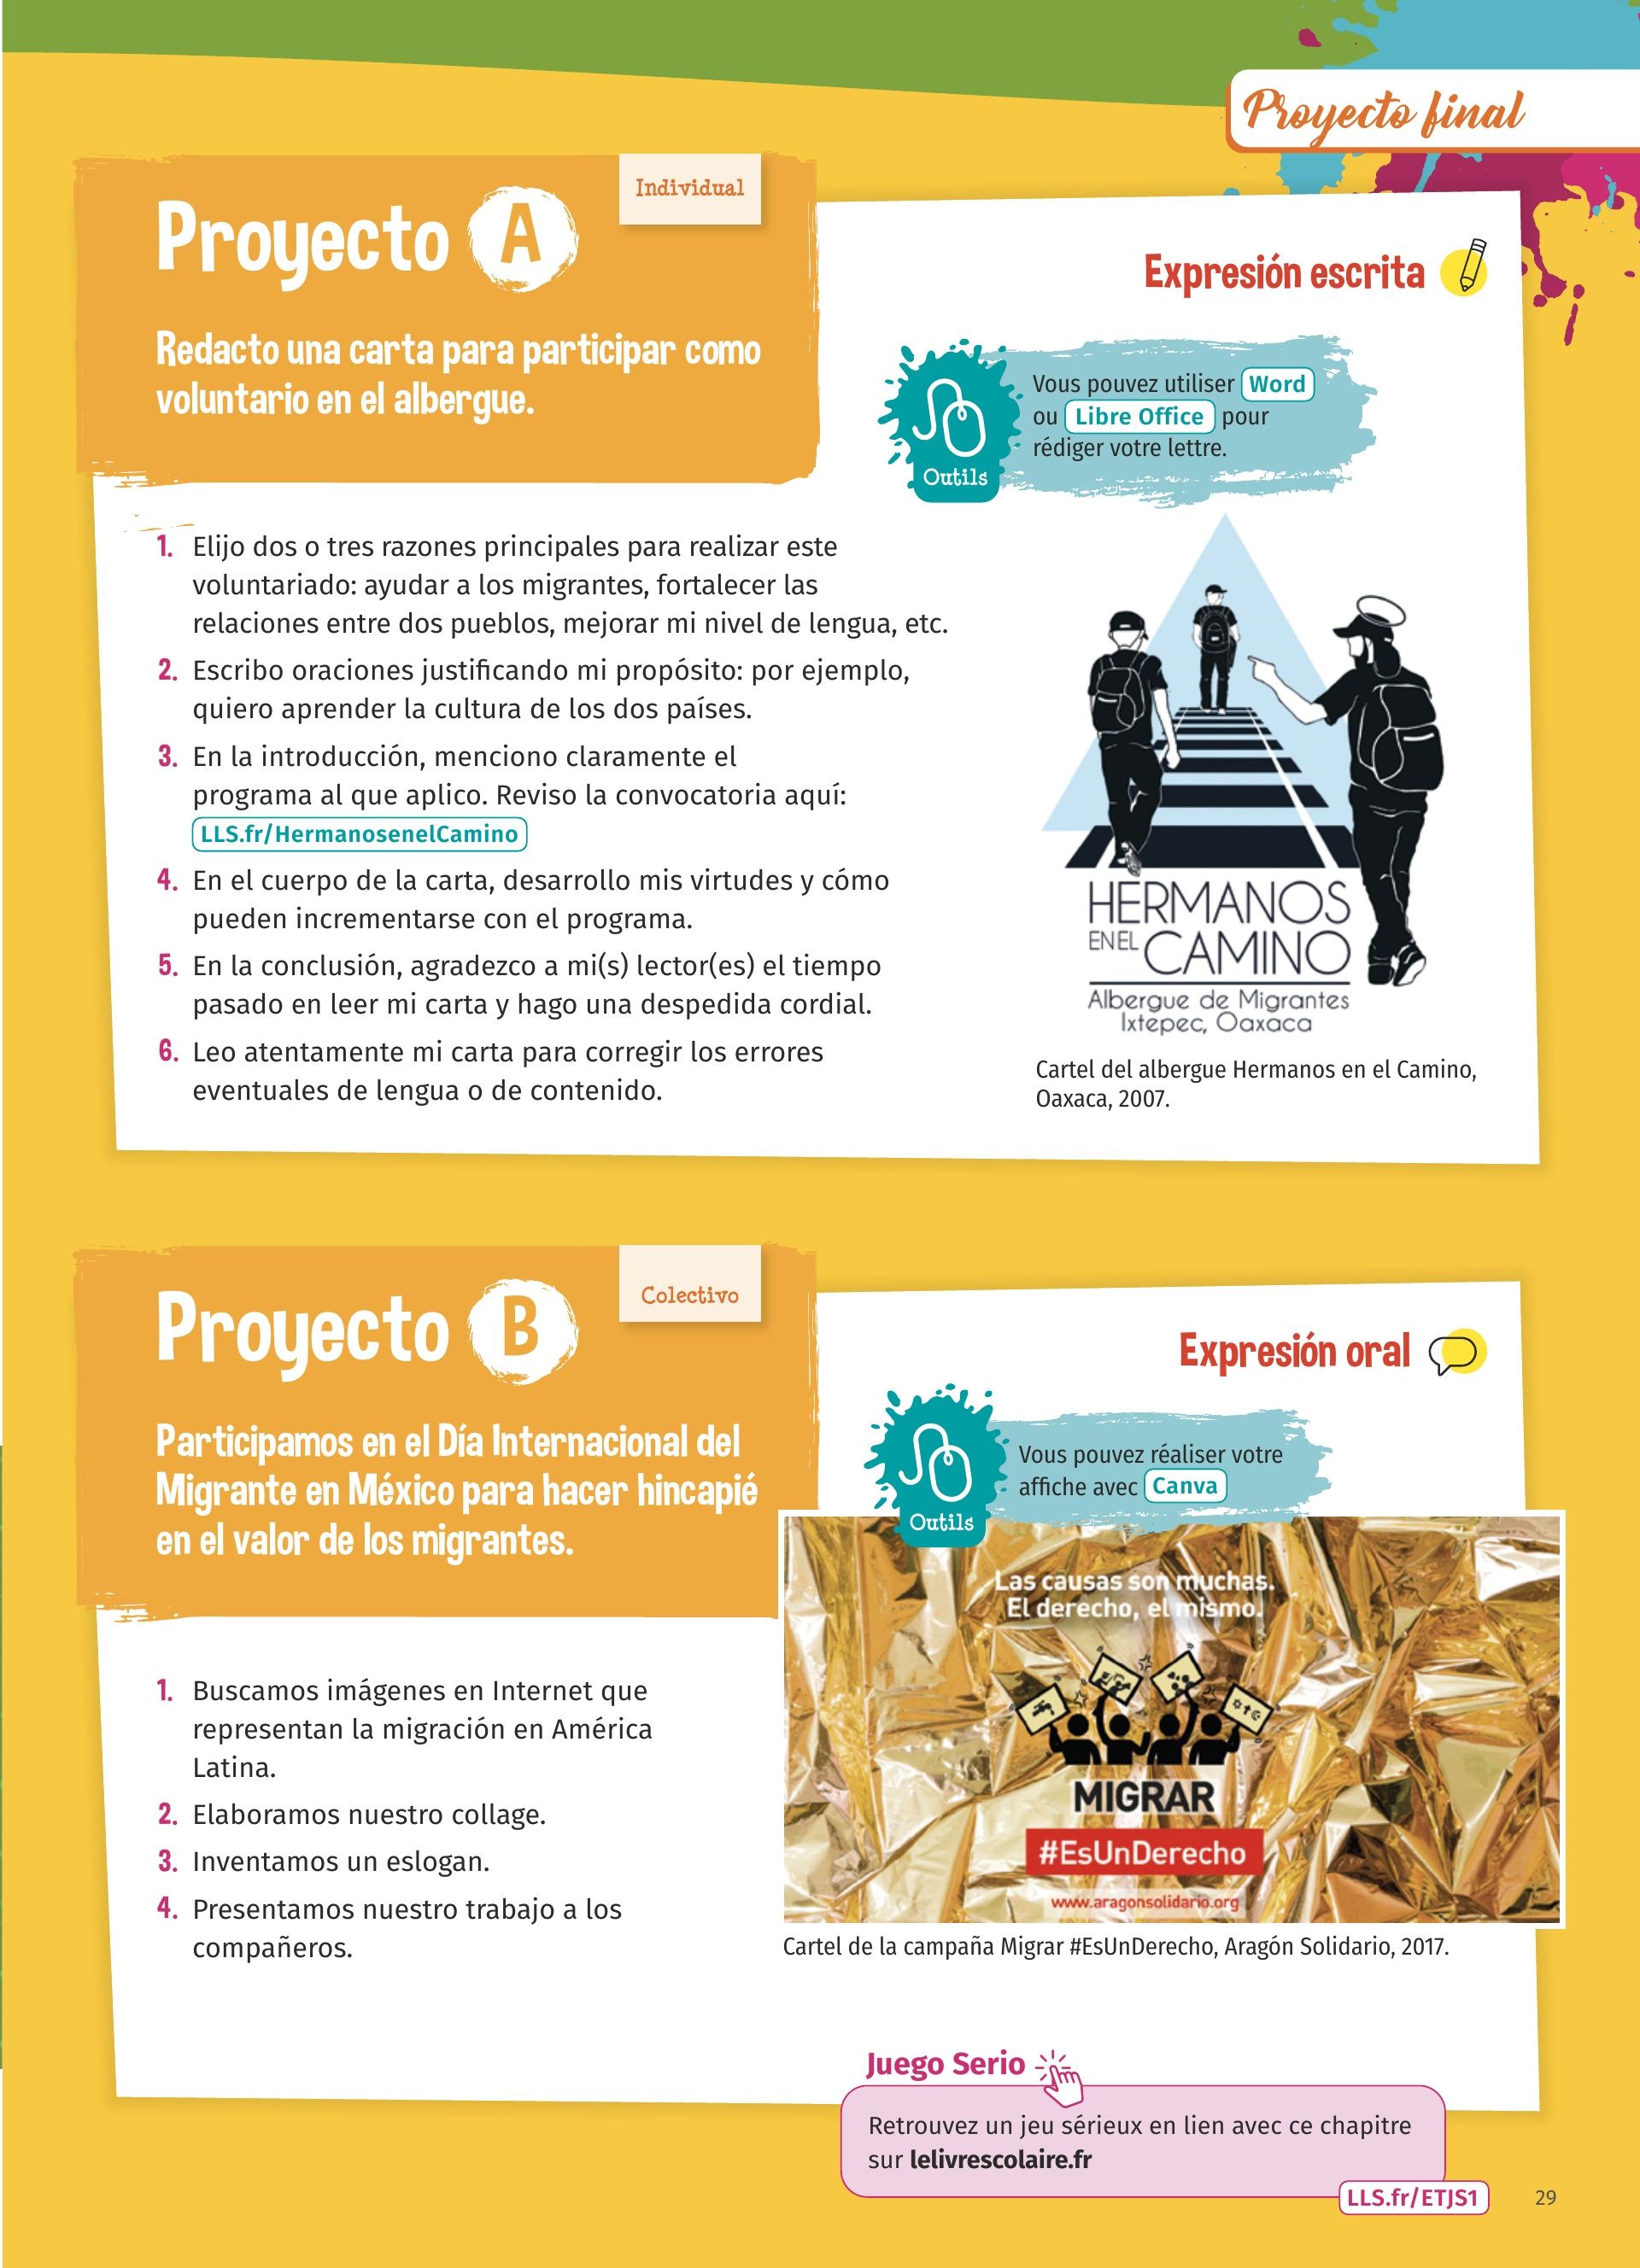 Proyecto final
Individual
Proyecto A
Redacto una carta para participar como
voluntario en el albergue.
Expresión escrita
Vous pouvez utiliser Word
ou Libre Office pour
rédiger votre lettre.
Outils
1. Elijo dos o tres razones principales para realizar este
voluntariado: ayudar a los migrantes, fortalecer las
relaciones entre dos pueblos, mejorar mi nivel de lengua, etc.
2. Escribo oraciones justificando mi propósito: por ejemplo,
quiero aprender la cultura de los dos países.
3. En la introducción, menciono claramente el
programa al que aplico. Reviso la convocatoria aquí:
LLS.fr/HermanosenelCamino
4. En el cuerpo de la carta, desarrollo mis virtudes y cómo
pueden incrementarse con el programa.
5. En la conclusión, agradezco a mi(s) lector(es) el tiempo
pasado en leer mi carta y hago una despedida cordial.
6. Leo atentamente mi carta para corregir los errores
eventuales de lengua o de contenido.
HERMANOS
EN EL CAMINO
Albergue de Migrantes
Ixtepec, Oaxaca
Cartel del albergue Hermanos en el Camino,
Oaxaca, 2007.
Colectivo
Proyecto B
Participamos en el Día Internacional del
Migrante en México para hacer hincapié
en el valor de los migrantes.
Expresión oral
Vous pouvez réaliser votre
affiche avec Canva
Outils
1. Buscamos imágenes en Internet que
representan la migración en América
Latina.
2. Elaboramos nuestro collage.
3. Inventamos un eslogan.
4. Presentamos nuestro trabajo a los
compañeros.
Las causas son muchas.
El derecho, el mismo.
MIGRAR
#EsUnDerecho
www.aragonsolidario.org
Cartel de la campaña Migrar #EsUnDerecho, Aragón Solidario, 2017.
Juego Serio
Retrouvez un jeu sérieux en lien avec ce chapitre
sur lelivrescolaire.fr
LLS.fr/ETJS1
29